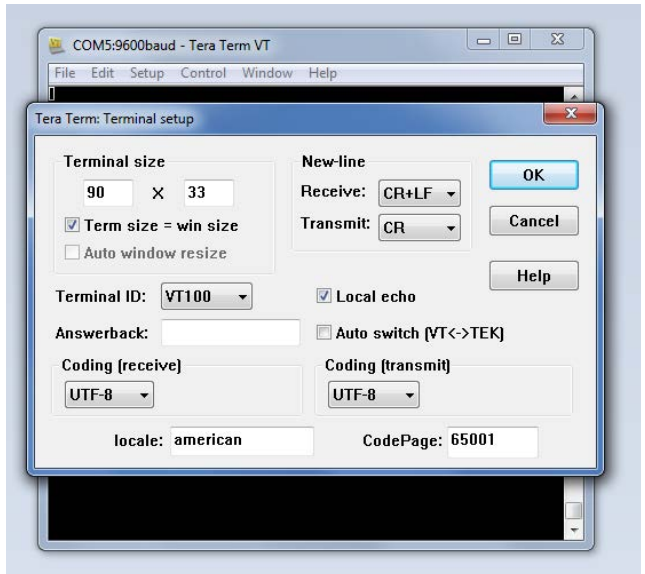 COM5:9600baud - Tera Term VT
File Edit Setup Control Window Help
Tera Term: Terminal setup
Terminal size
90 X 33
Term size = win size
Auto window resize
New-line
Receive: CR+LF
Transmit: CR
OK
Cancel
Help
Terminal ID: VT100
Local echo
Answerback:
Auto switch (VT<->TEK)
Coding (receive)
UTF-8
Coding (transmit)
UTF-8
locale: american
CodePage: 65001